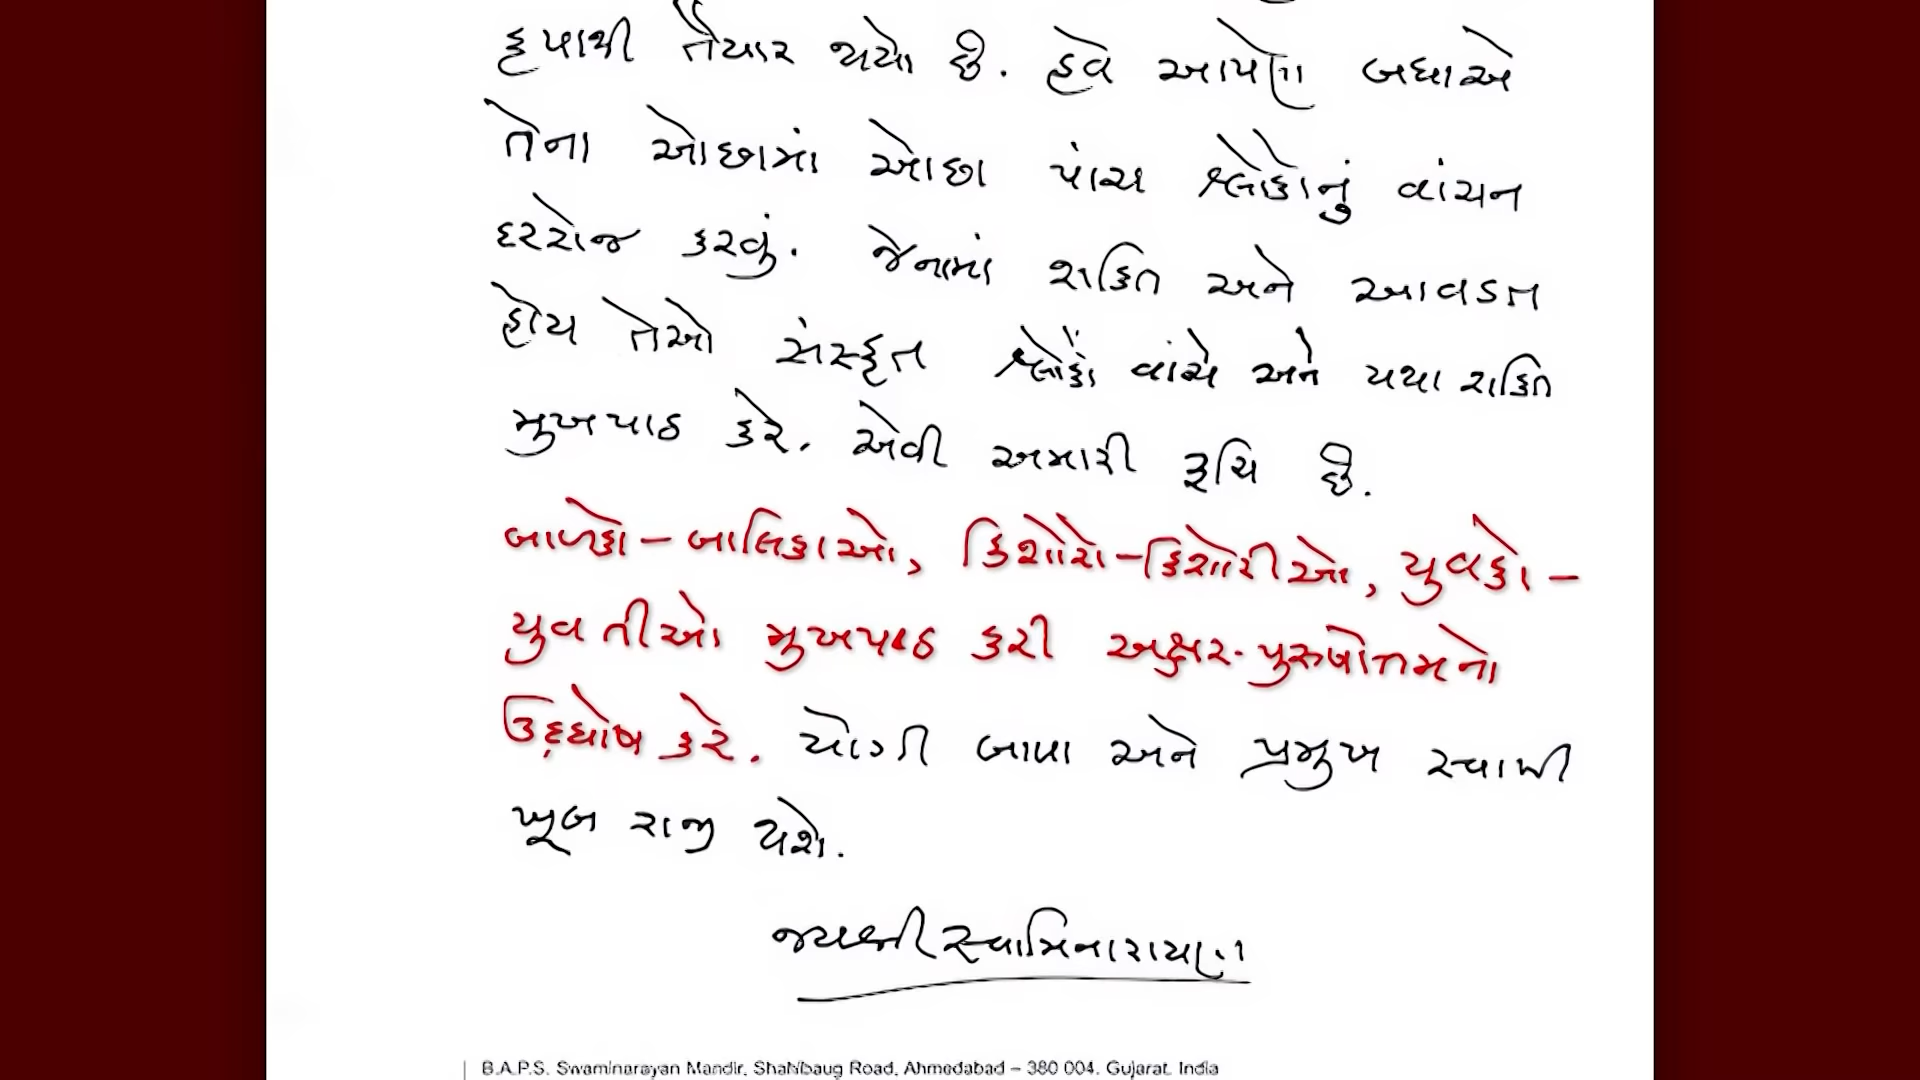 કૃપાથી તૈયાર થયો છે. હવે આપણે બધાએ
તેના ઓછામાં ઓછા પાંચ શ્લોકોનું વાંચન
દરરોજ કરવું. જેનામાં શક્તિ અને આવડત
હોય તેઓ સંસ્કૃત શ્લોકો વાંચે અને યથા શક્તિ
મુખપાઠ કરે. એવી અમારી રૂચિ છે.
બાળકો-બાલિકાઓ, કિશોરો-કિશોરીઓ, યુવકો-
યુવતીઓ મુખપાઠ કરી અક્ષર-પુરુષોત્તમનો
ઉદ્ઘોષ કરે. યોગી બાપા અને પ્રમુખ સ્વામી
ખૂબ રાજી થશે.
જયશ્રી સ્વામિનારાયણ
B.A.P.S. Swaminarayan Mandir, Shahibaug Road, Ahmedabad – 380 004. Gujarat. India